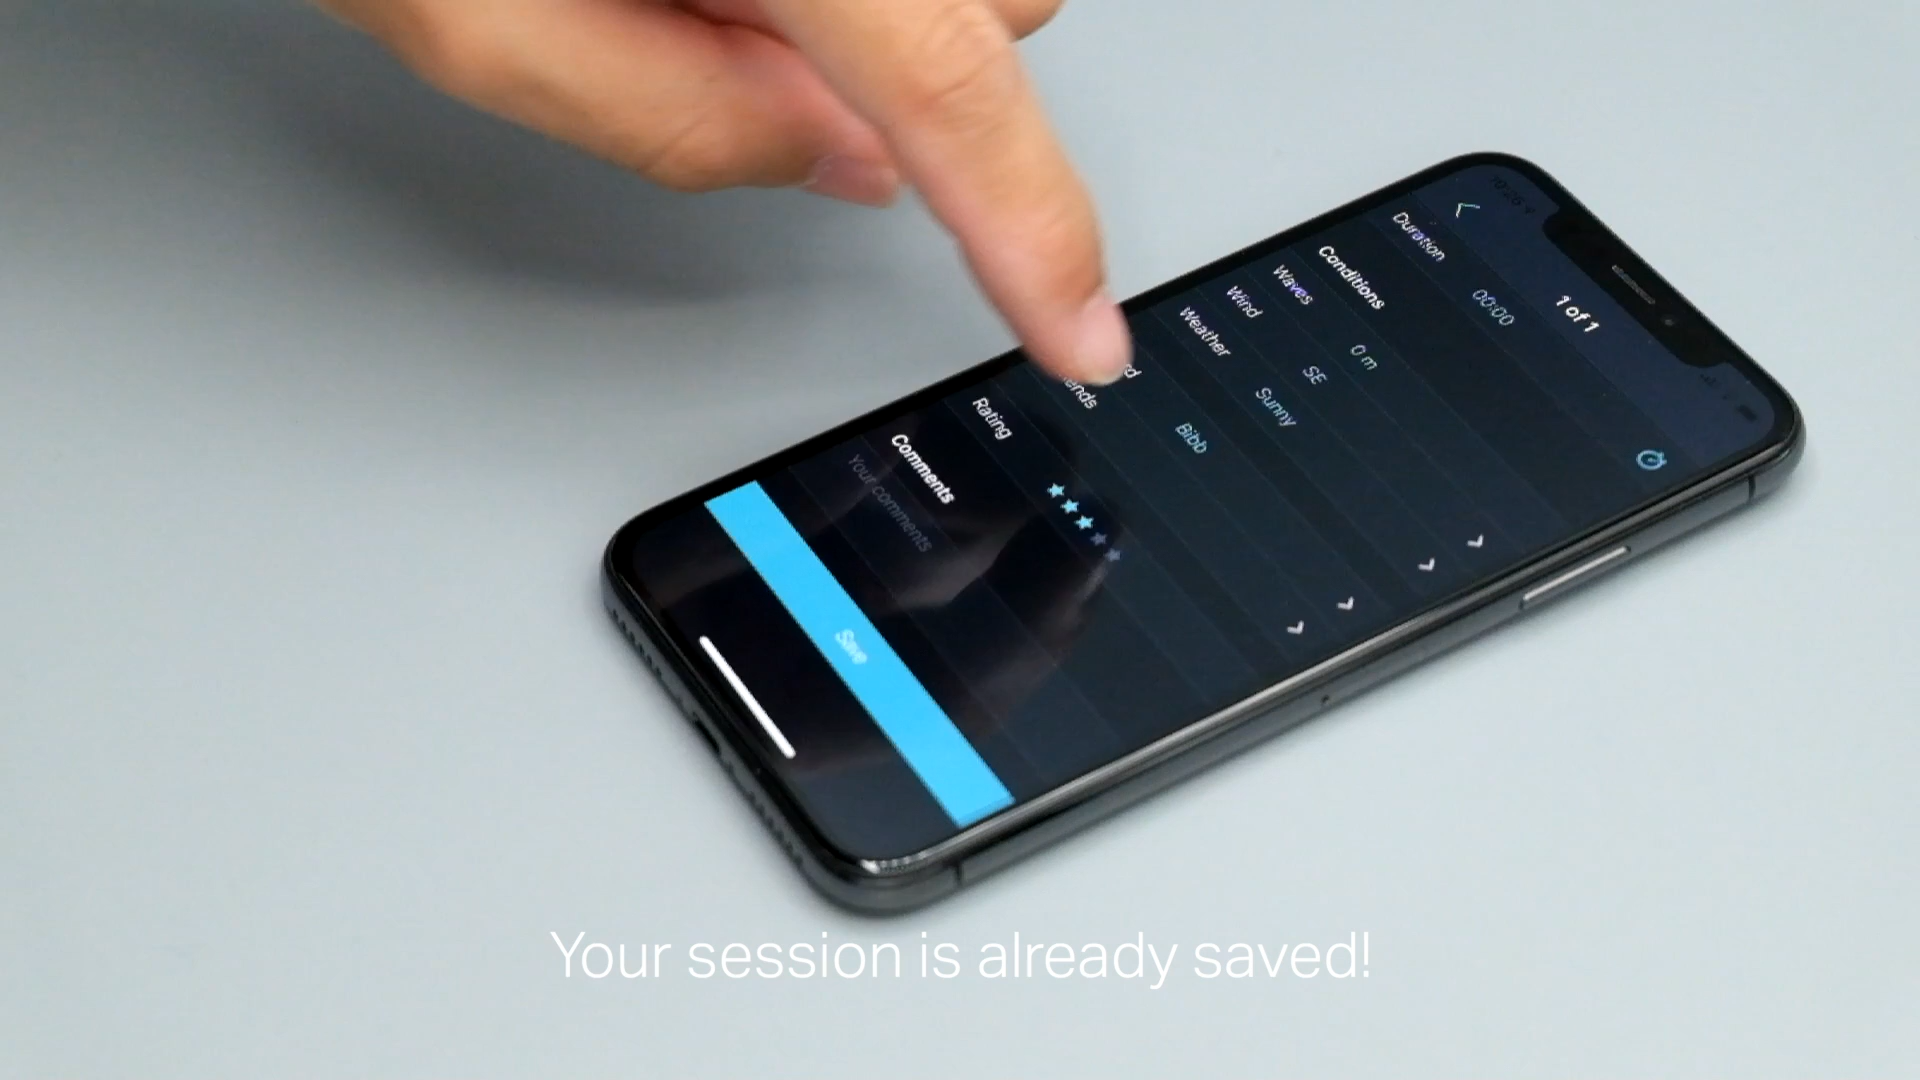 1 of 1
Duration 00:00
Conditions
Waves 0 m
Wind SE
Weather Sunny
Bibb
Rating
Comments
Your comments
Save
Your session is already saved!